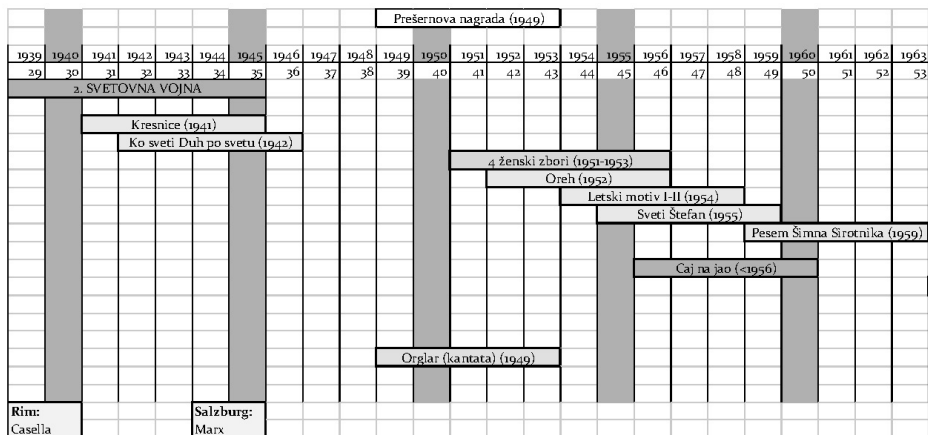 Prešernova nagrada (1949)
1939 1940 1941 1942 1943 1944 1945 1946 1947 1948 1949 1950 1951 1952 1953 1954 1955 1956 1957 1958 1959 1960 1961 1962 1963
29 30 31 32 33 34 35 36 37 38 39 40 41 42 43 44 45 46 47 48 49 50 51 52 53
2. SVETOVNA VOJNA
Kresnice (1941)
Ko sveti Duh po svetu (1942)
4 ženski zbori (1951-1953)
Oreh (1952)
Letski motiv I-II (1954)
Sveti Štefan (1955)
Pesem Šimna Sirotnika (1959)
Caj na jao (<1956)
Orglar (kantata) (1949)
Rim: Salzburg:
Casella Marx